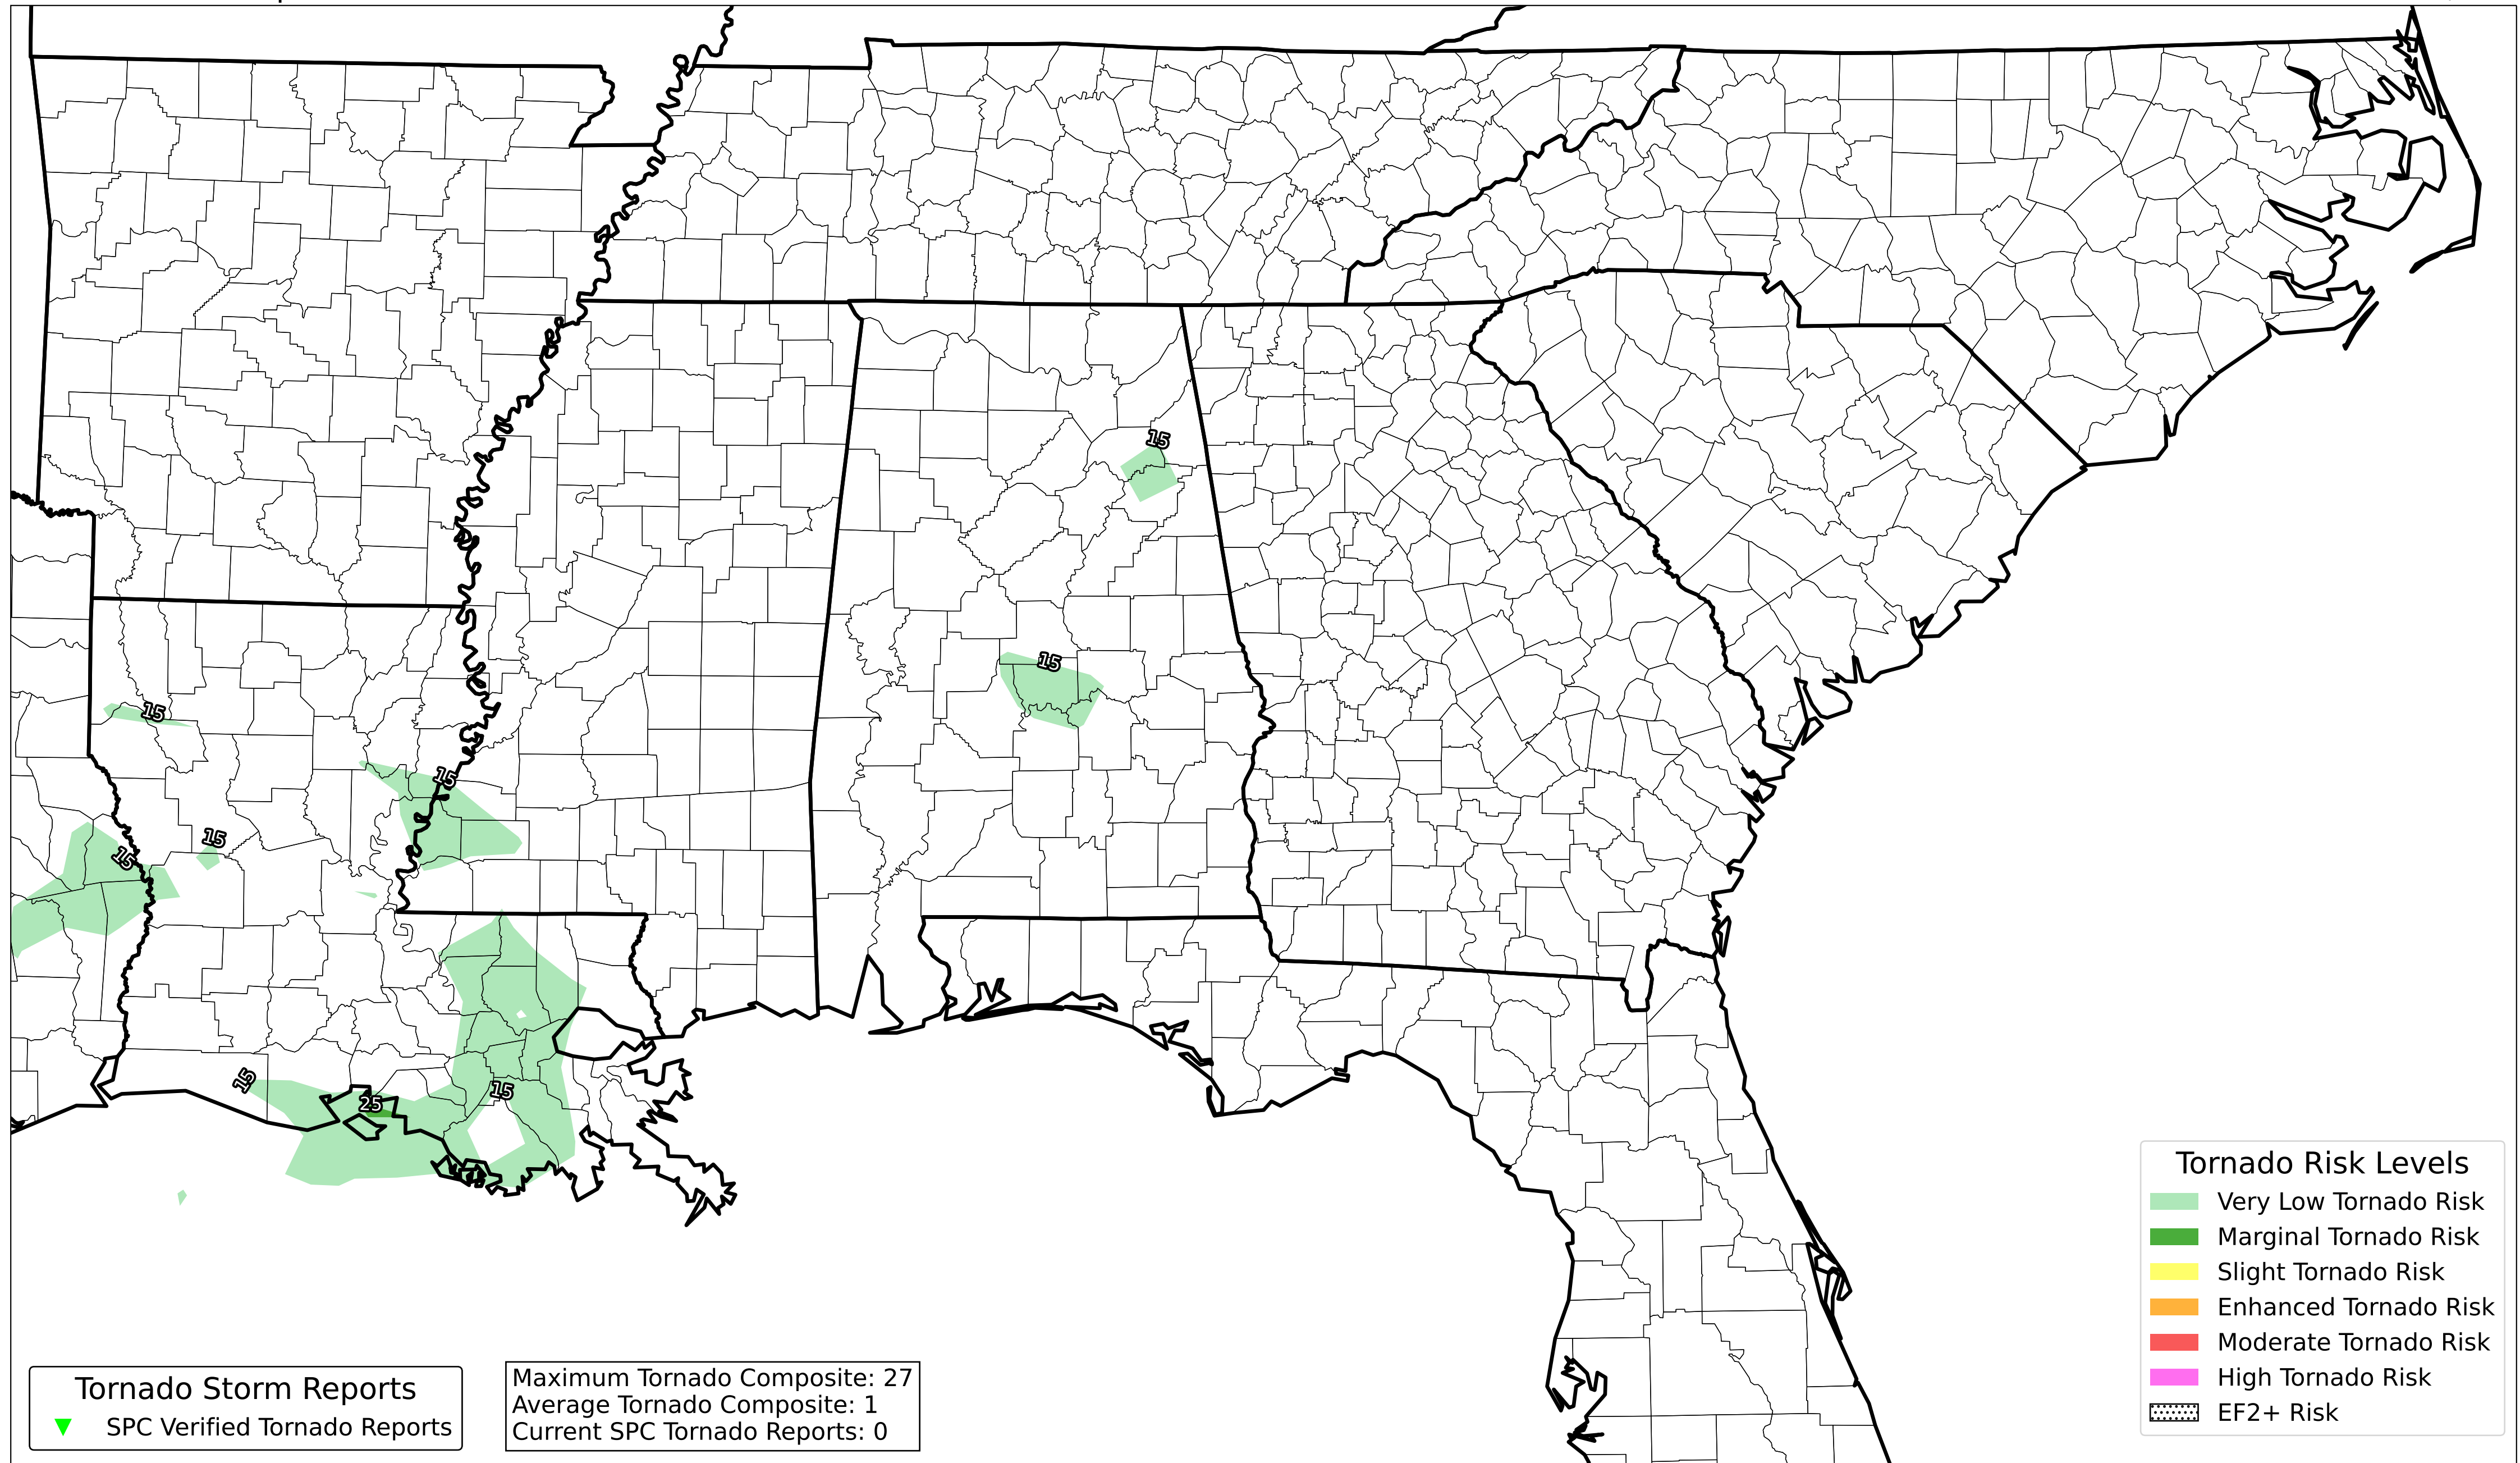 15
15
15
15
15
15
15
15
25
Tornado Risk Levels
Very Low Tornado Risk
Marginal Tornado Risk
Slight Tornado Risk
Enhanced Tornado Risk
Moderate Tornado Risk
High Tornado Risk
EF2+ Risk
Tornado Storm Reports
SPC Verified Tornado Reports
Maximum Tornado Composite: 27
Average Tornado Composite: 1
Current SPC Tornado Reports: 0